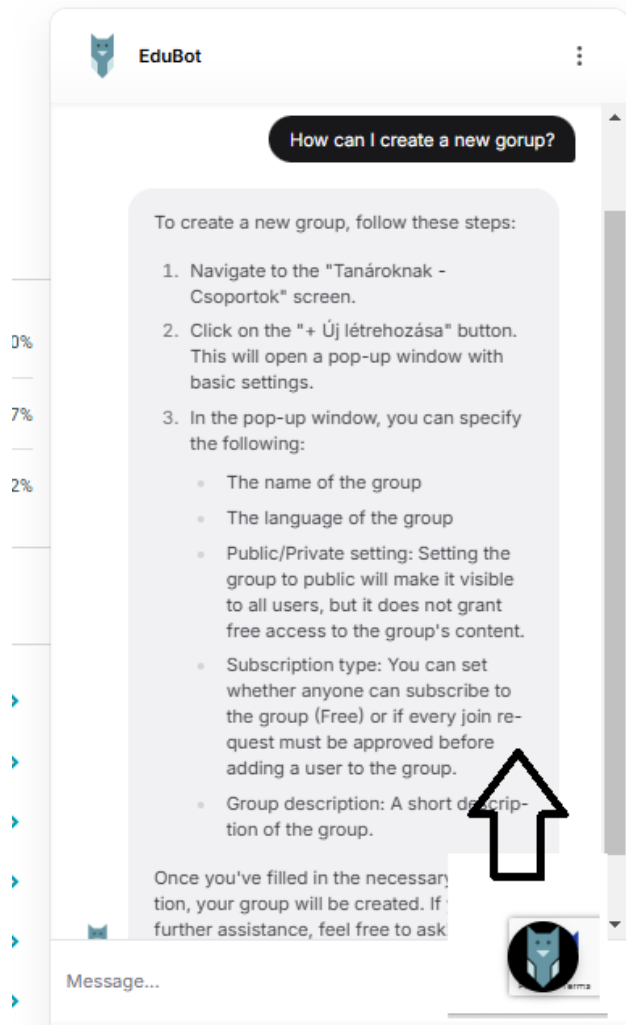 EduBot
How can I create a new gorup?
To create a new group, follow these steps:
1. Navigate to the "Tanároknak -
Csoportok" screen.
2. Click on the "+ Új létrehozása" button.
This will open a pop-up window with
basic settings.
3. In the pop-up window, you can specify
the following:
The name of the group
The language of the group
Public/Private setting: Setting the
group to public will make it visible
to all users, but it does not grant
free access to the group's content.
Subscription type: You can set
whether anyone can subscribe to
the group (Free) or if every join re-
quest must be approved before
adding a user to the group.
Group description: A short descrip-
tion of the group.
Once you've filled in the necessary
tion, your group will be created. If
further assistance, feel free to ask
Message...
0%
7%
2%